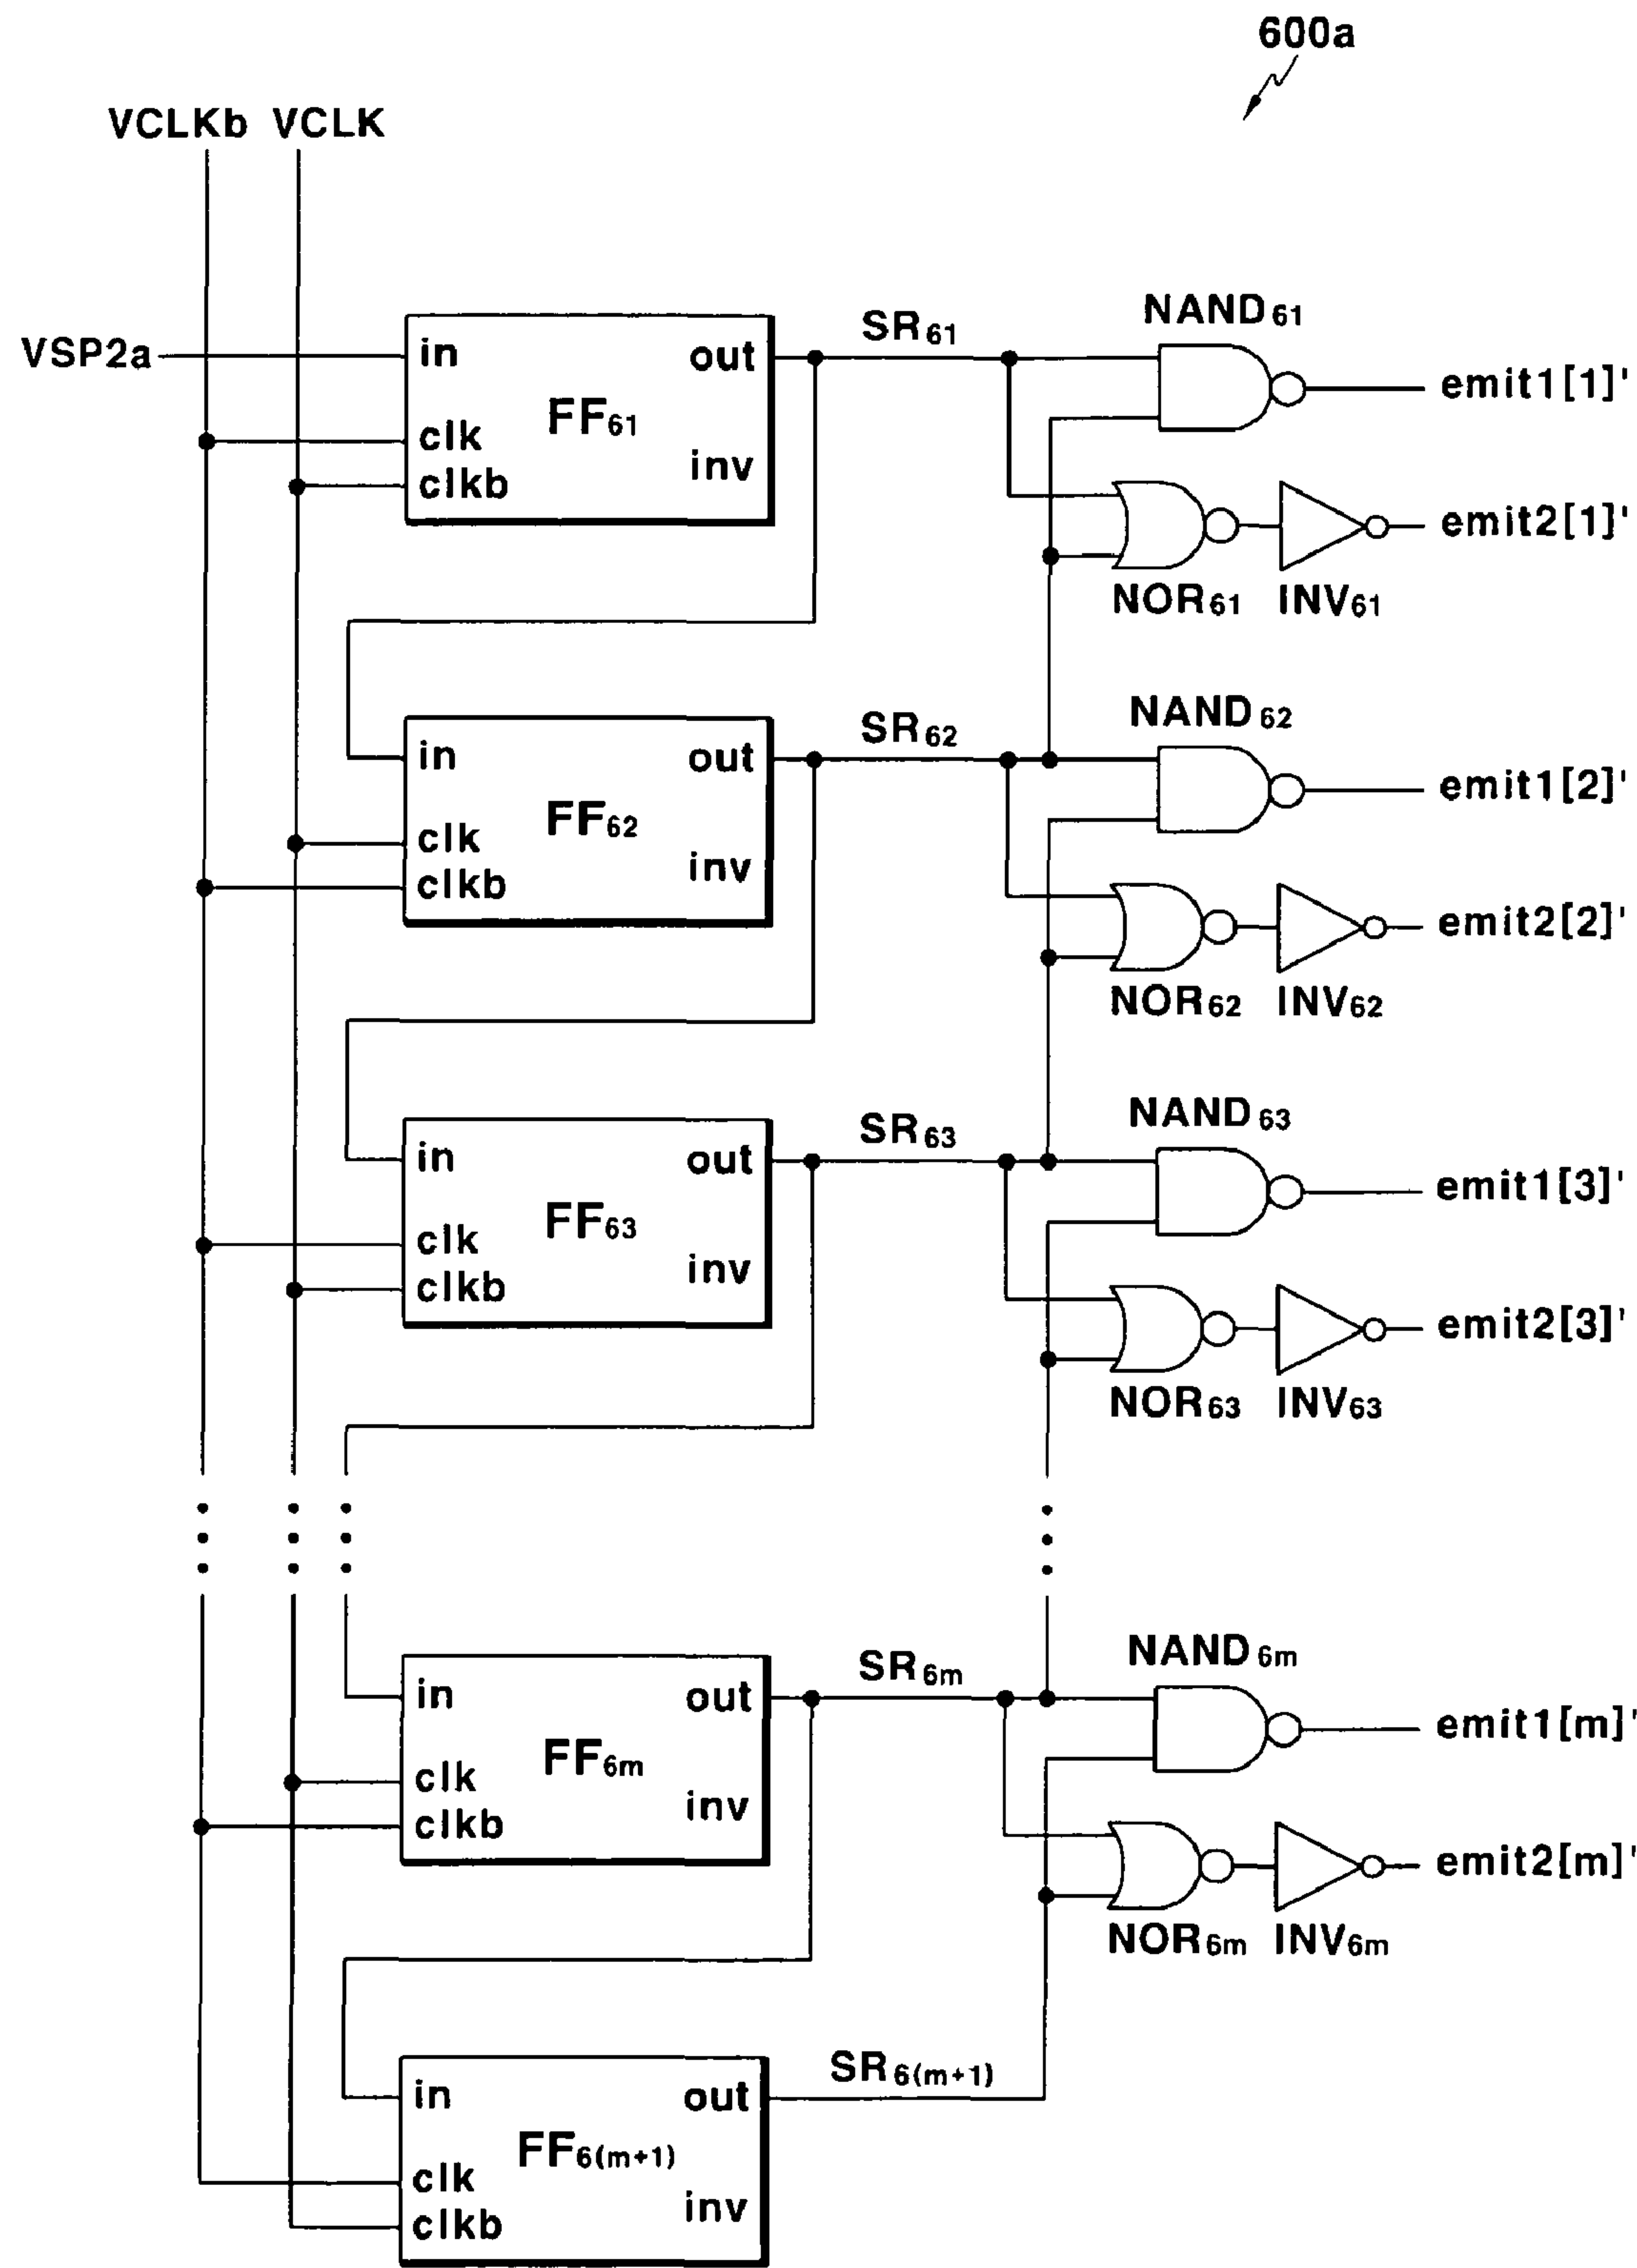 600a
VCLKb VCLK
VSP2a
in
out
FF61
clk
inv
clkb
SR61
NAND61
emit1[1]'
emit2[1]'
NOR61 INV61
in
out
FF62
clk
inv
clkb
SR62
NAND62
emit1[2]'
emit2[2]'
NOR62 INV62
in
out
FF63
clk
inv
clkb
SR63
NAND63
emit1[3]'
emit2[3]'
NOR63 INV63
in
out
FF6m
clk
inv
clkb
SR6m
NAND6m
emit1[m]'
emit2[m]'
NOR6m INV6m
in
out
FF6(m+1)
clk
inv
clkb
SR6(m+1)